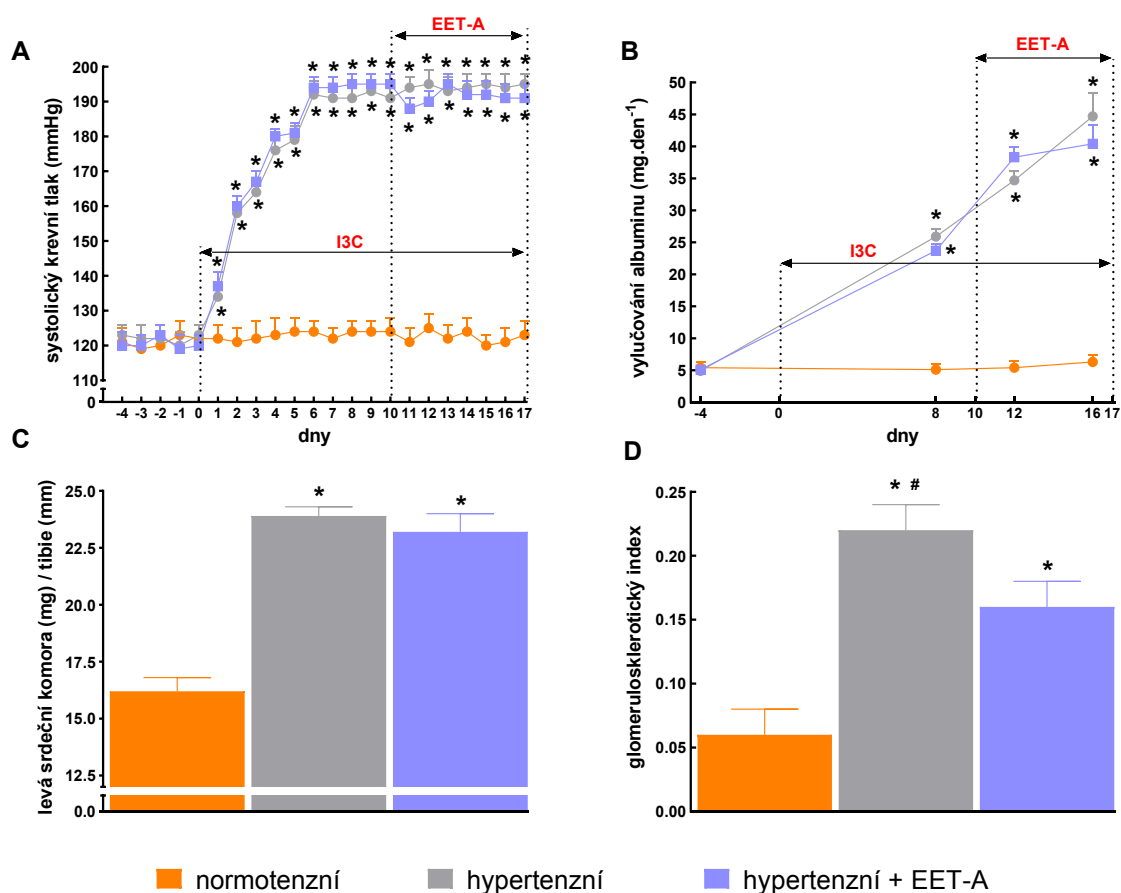 A
EET-A
systolický krevní tlak (mmHg)
200
190
180
170
160
150
140
130
120
110
0
I3C
* * * * * * * * * * * * * * * * *
* * * * * * * * * * * * * * * * *
-4 -3 -2 -1 0 1 2 3 4 5 6 7 8 9 10 11 12 13 14 15 16 17
dny
B
EET-A
vylučování albuminu (mg.den⁻¹)
50
45
40
35
30
25
20
15
10
5
0
I3C
* * *
* * *
-4 0 8 10 12 16 17
dny
C
levá srdeční komora (mg) / tibie (mm)
25.0
22.5
20.0
17.5
15.0
12.5
0.0
* *
D
glomerulosklerotický index
0.25
0.20
0.15
0.10
0.05
0.00
* #
*
normotenzní hypertenzní hypertenzní + EET-A